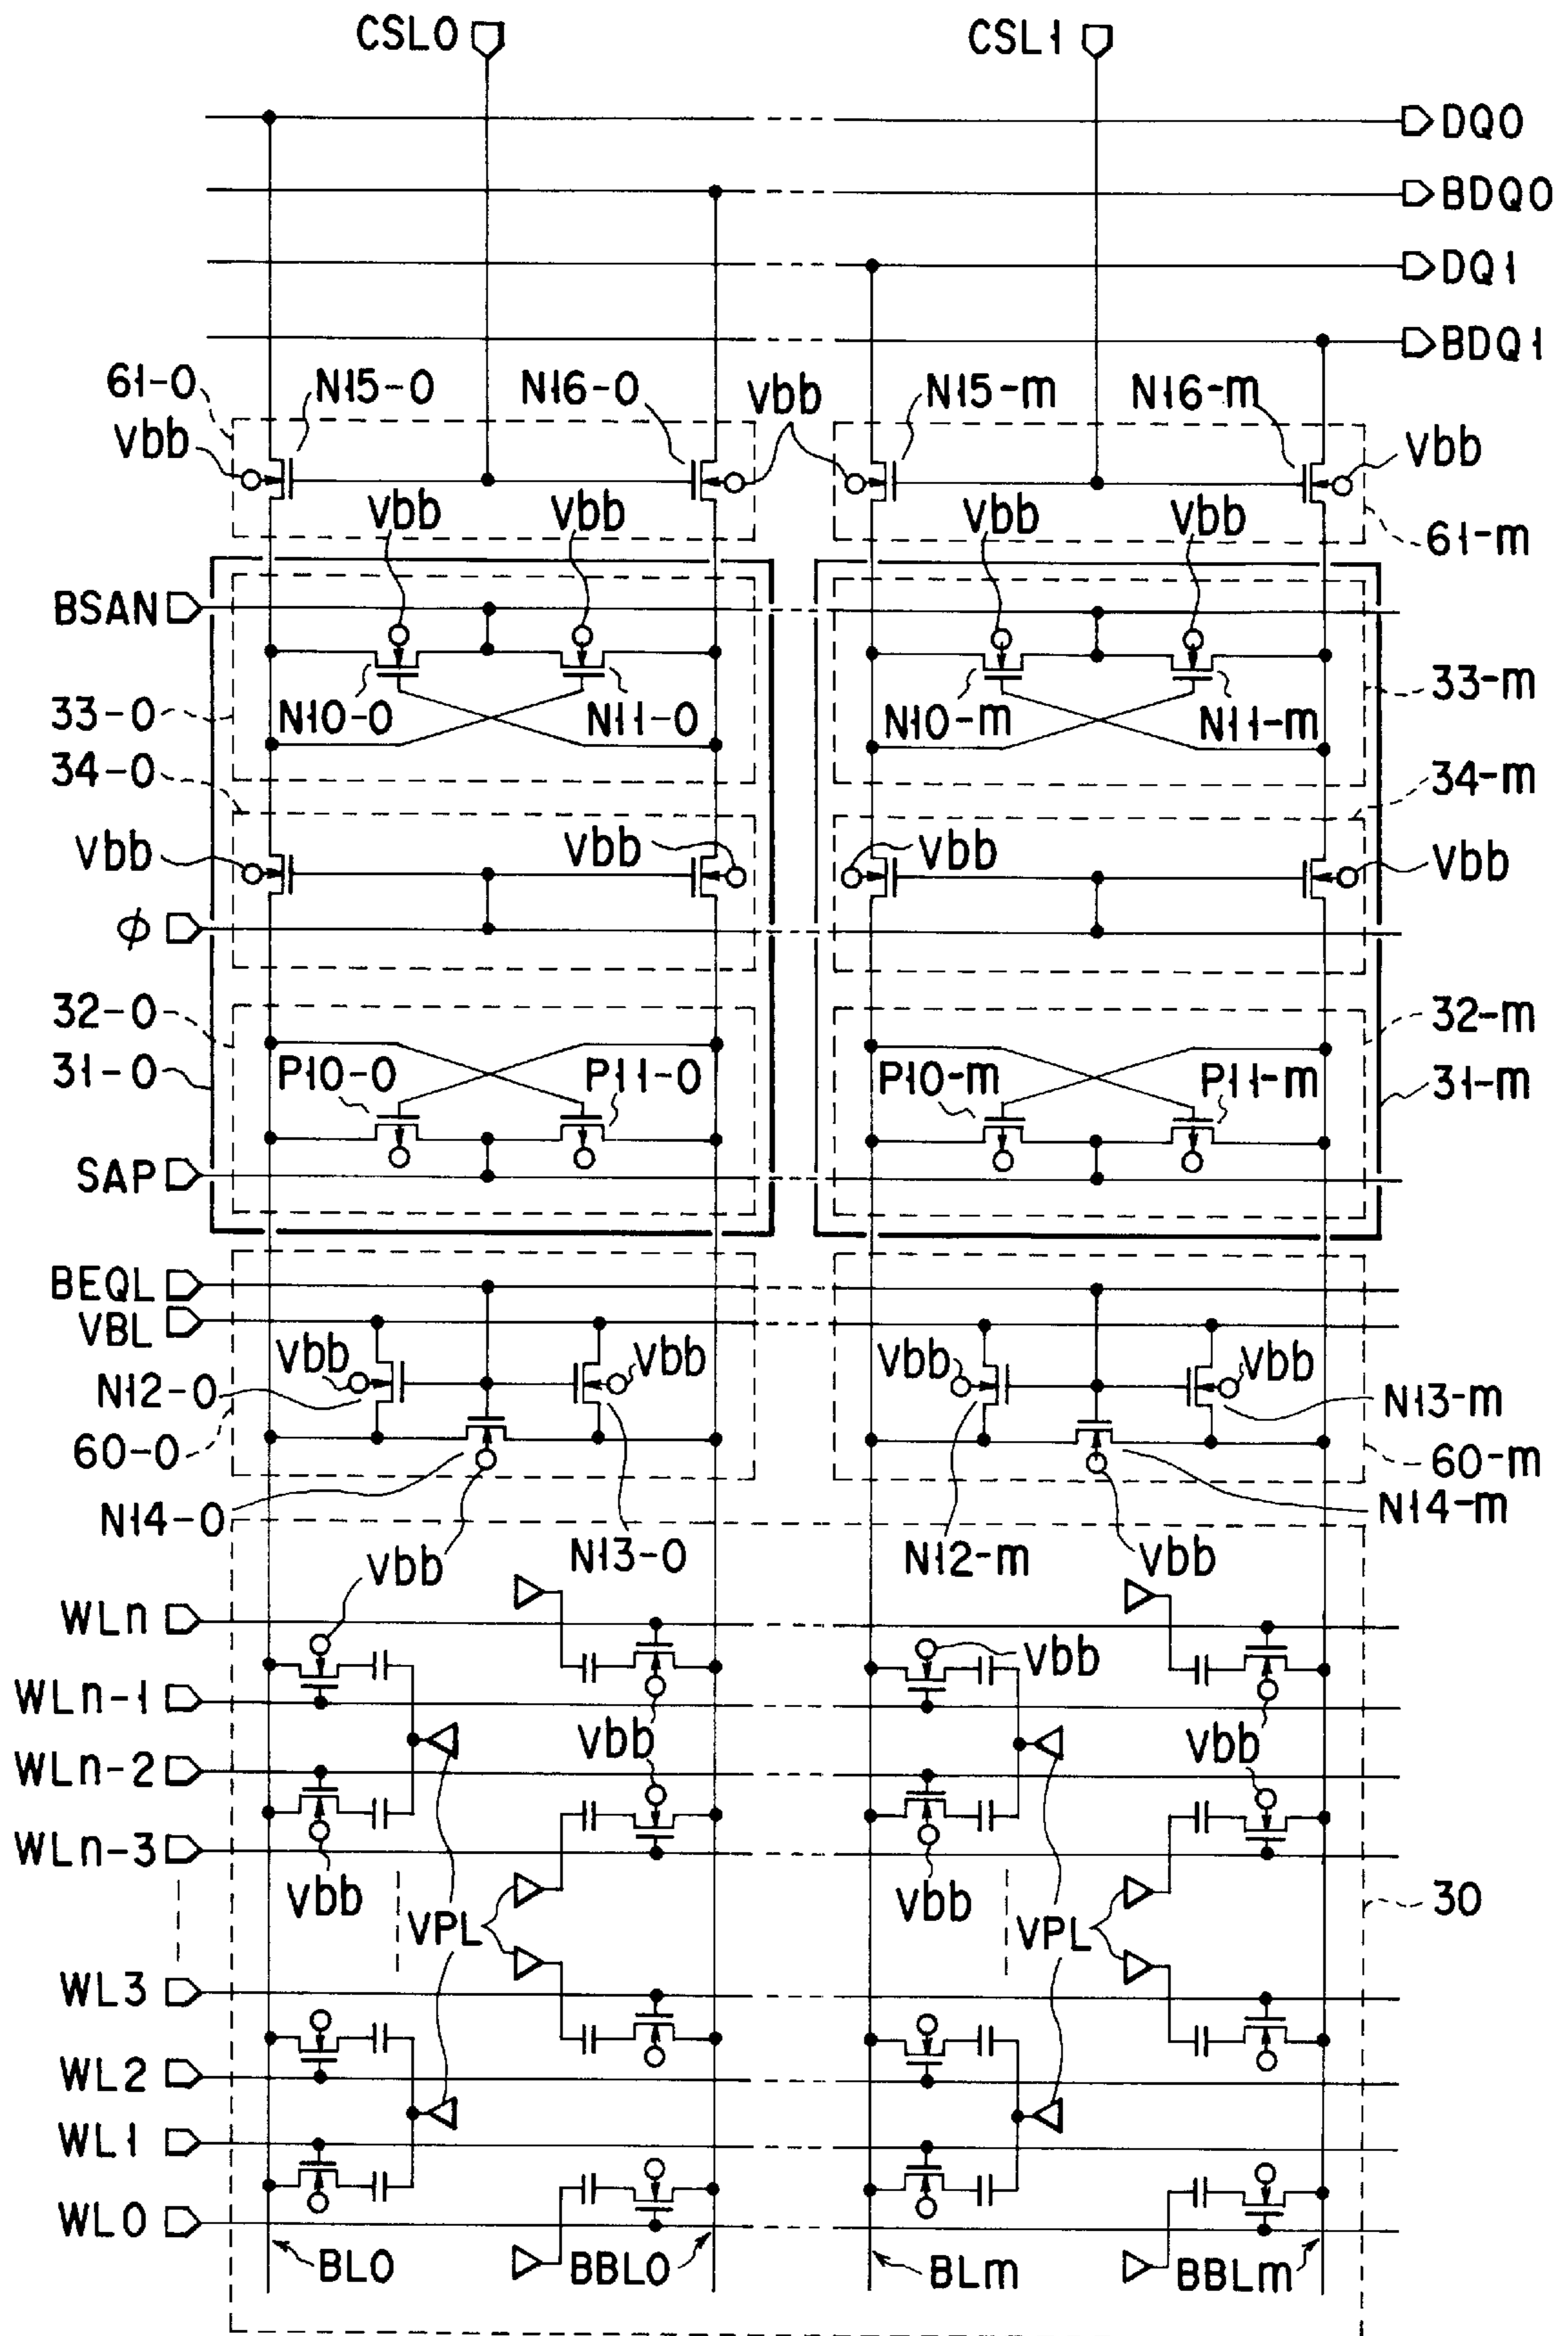 CSL0 CSL1
DQ0
BDQ0
DQ1
BDQ1
61-0 N15-0 N16-0 Vbb N15-m N16-m
Vbb Vbb
Vbb Vbb Vbb Vbb 61-m
BSAN
33-0 N10-0 N11-0 N10-m N11-m 33-m
34-0 34-m
Vbb Vbb Vbb Vbb
ϕ
32-0 32-m
31-0 P10-0 P11-0 P10-m P11-m 31-m
SAP
BEQL
VBL
Vbb Vbb Vbb Vbb
N12-0 N13-m
60-0 60-m
N14-0 N14-m
Vbb N13-0 N12-m Vbb
WLn
Vbb
WLn-1
Vbb Vbb
WLn-2
WLn-3
Vbb Vbb 30
VPL VPL
WL3
WL2
WL1
WL0
BL0 BBL0 BLm BBLm